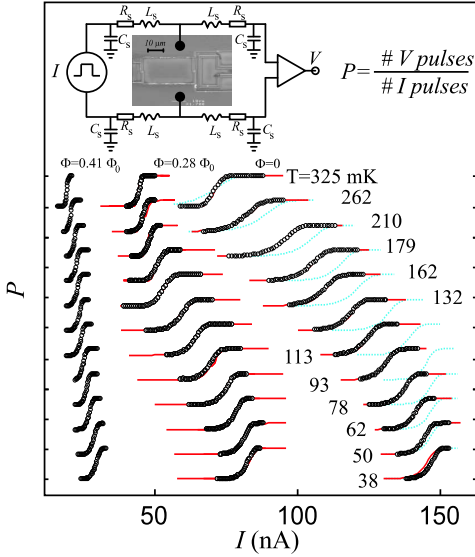 R_S L_S L_S R_S
C_S C_S
10 μm
I
V
P = # V pulses / # I pulses
C_S R_S L_S L_S R_S C_S
Φ=0.41 Φ_0 Φ=0.28 Φ_0 Φ=0
T=325 mK
262
210
179
162
132
113
93
78
62
50
38
P
50 100 150
I (nA)